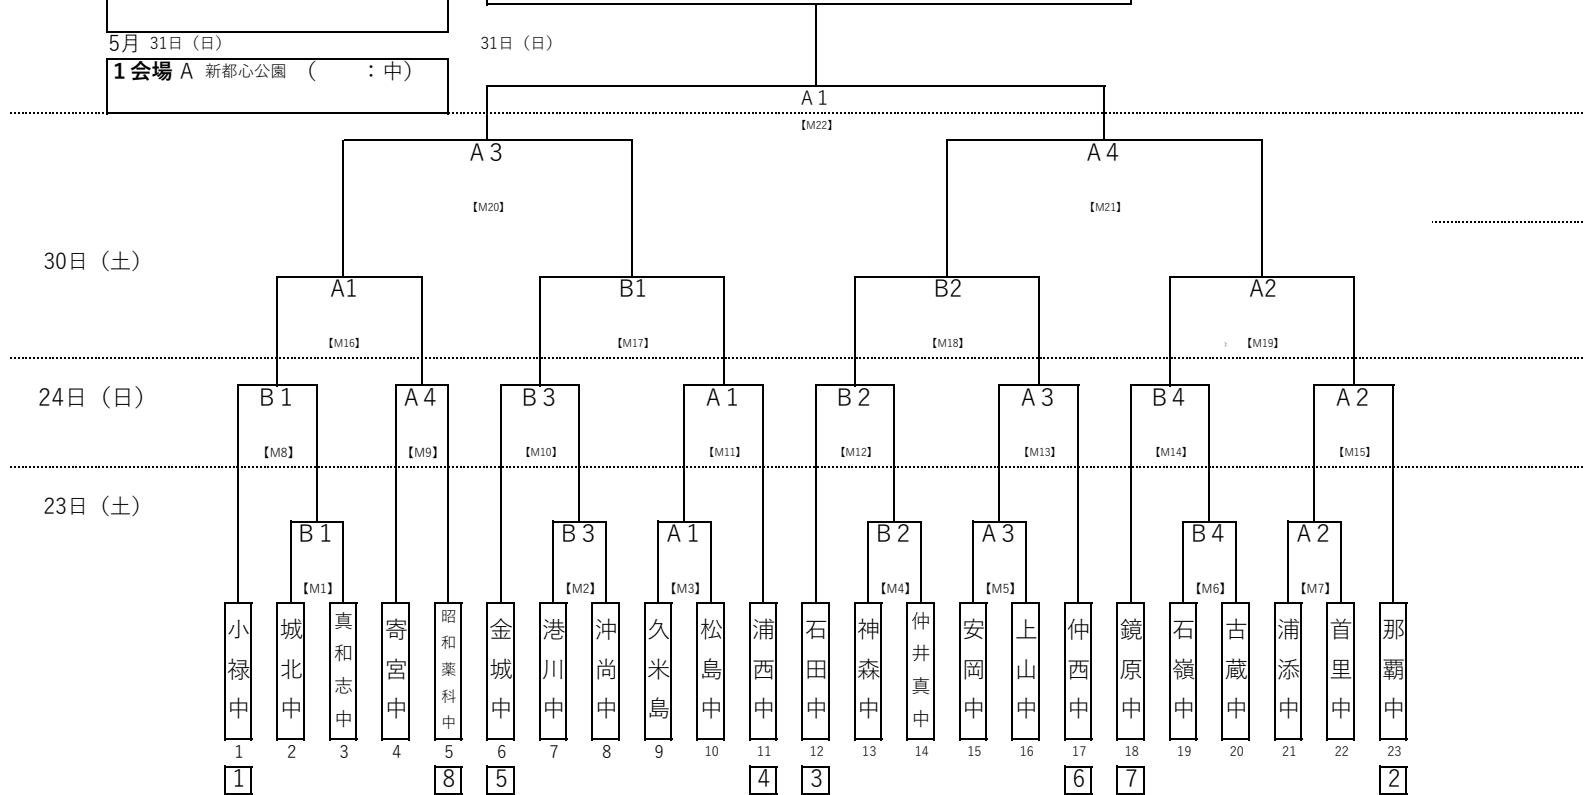 5月 31日（日）
31日（日）
１会場 A 新都心公園 （　　：中）
A 1
【M22】
A 3
A 4
【M20】
【M21】
30日（土）
A1
B1
B2
A2
【M16】
【M17】
【M18】
【M19】
24日（日）
B 1
A 4
B 3
A 1
B 2
A 3
B 4
A 2
【M8】
【M9】
【M10】
【M11】
【M12】
【M13】
【M14】
【M15】
23日（土）
B 1
B 3
A 1
B 2
A 3
B 4
A 2
【M1】
【M2】
【M3】
【M4】
【M5】
【M6】
【M7】
小禄中
城北中
真和志中
寄宮中
昭和薬科中
金城中
港川中
沖尚中
久米島
松島中
浦西中
石田中
神森中
仲井真中
安岡中
上山中
仲西中
鏡原中
石嶺中
古蔵中
浦添中
首里中
那覇中
1 2 3 4 5 6 7 8 9 10 11 12 13 14 15 16 17 18 19 20 21 22 23
1 8 5 4 3 6 7 2